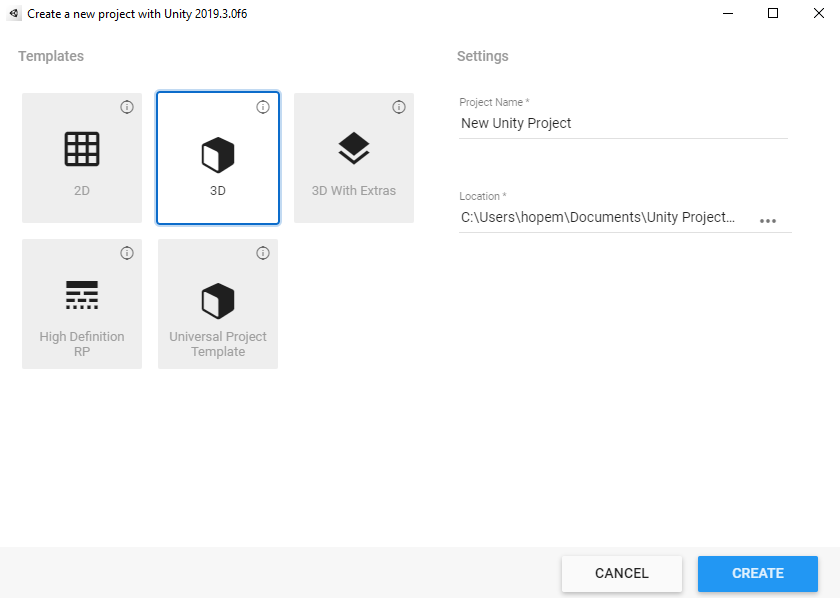 Create a new project with Unity 2019.3.0f6
Templates
Settings
2D
3D
3D With Extras
High Definition
RP
Universal Project
Template
Project Name *
New Unity Project
Location *
C:\Users\hopem\Documents\Unity Project...
CANCEL
CREATE